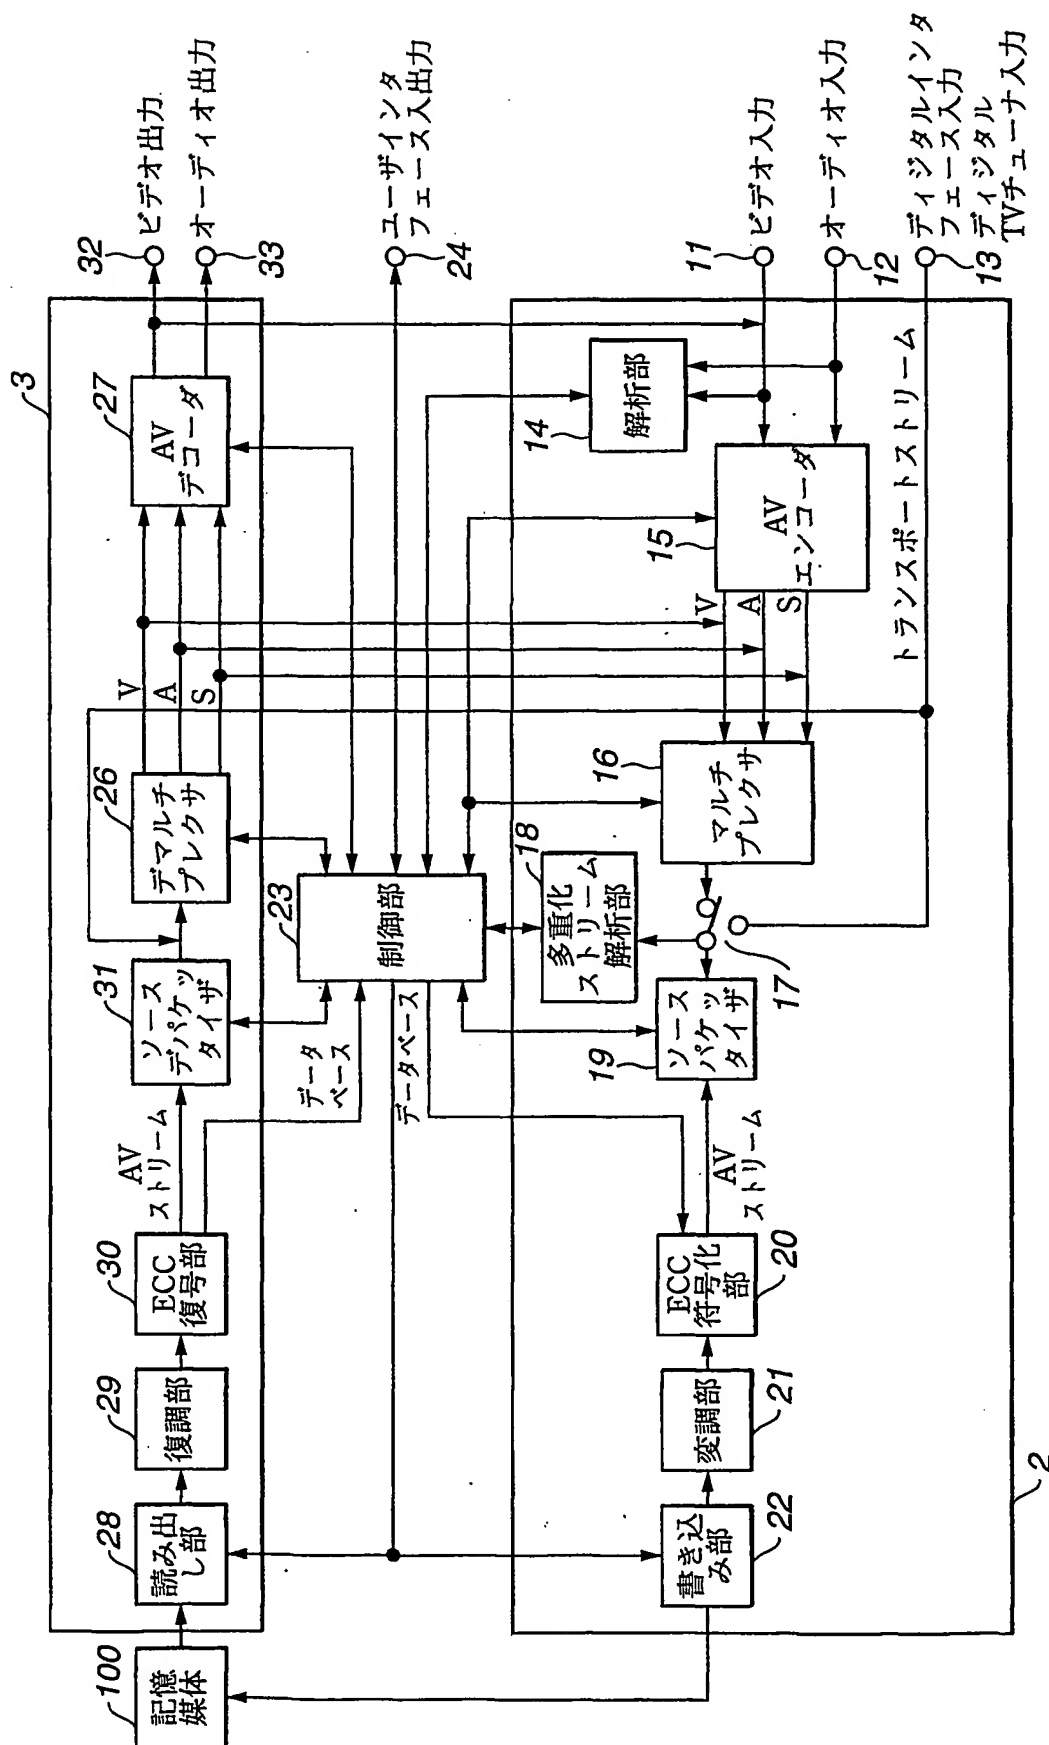 3
27
AV
デコーダ
32
ビデオ出力
オーディオ出力
33
ユーザインタ
フェース入出力
24
11
ビデオ入力
オーディオ入力
12
ディジタルインタ
フェース入力
ディジタル
TVチューナ入力
13
14
解析部
15
AV
エンコーダ
トランスポートストリーム
V
A
S
V
A
S
26
デマルチ
プレクサ
16
マルチ
プレクサ
18
多重化
ストリーム
解析部
17
23
制御部
31
ソース
デパケッ
タイザ
19
ソース
パケッ
タイザ
データ
ベース
データベース
AV
ストリーム
AV
ストリーム
30
ECC
復号部
20
ECC
符号化
部
29
復調部
21
変調部
28
読み出
し部
22
書き込
み部
100
記憶
媒体
2